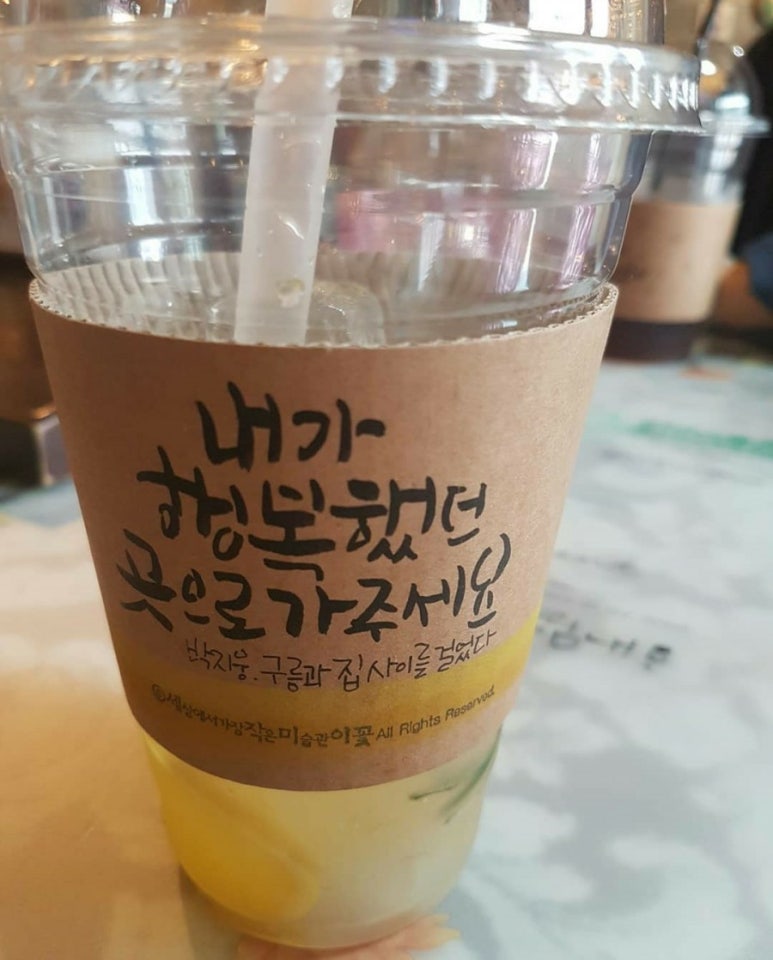 내가
행복했던
곳으로 가주세요
박지웅. 구름과 집 사이를 걸었다
ⓒ세상에서가장작은미술관이꽃 All Rights Reserved.